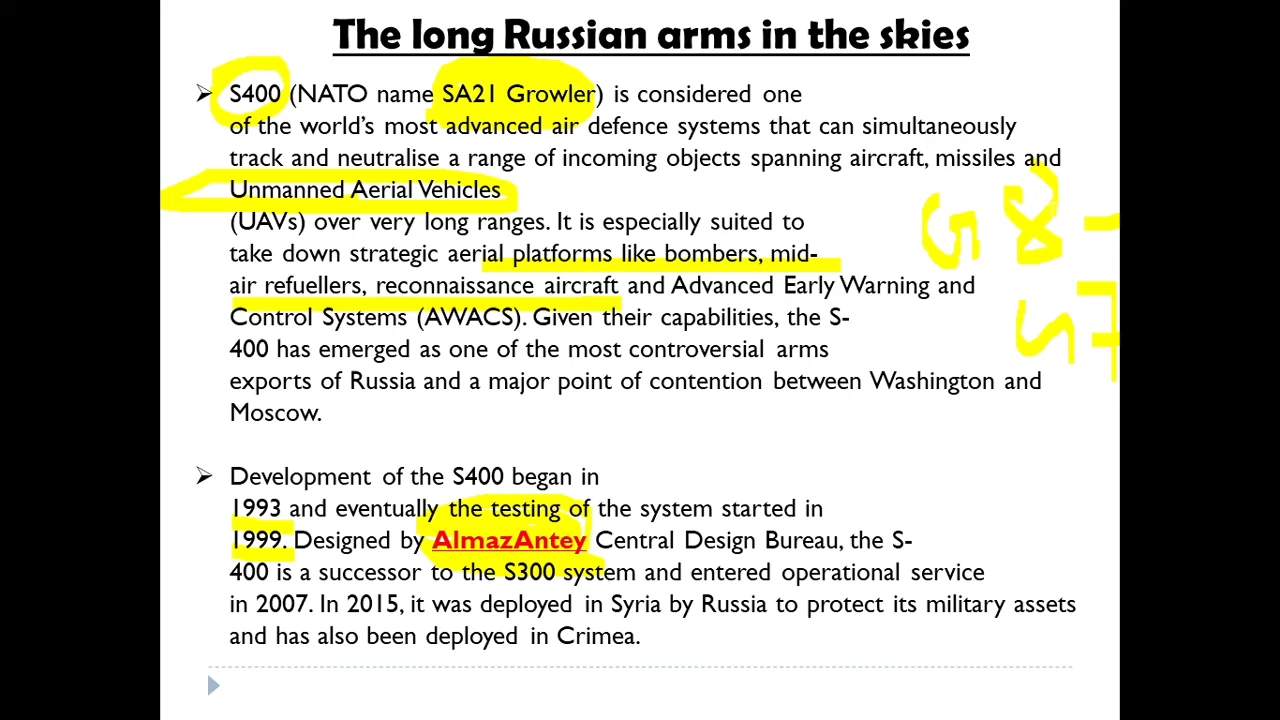 The long Russian arms in the skies
S400 (NATO name SA21 Growler) is considered one
of the world's most advanced air defence systems that can simultaneously
track and neutralise a range of incoming objects spanning aircraft, missiles and
Unmanned Aerial Vehicles
(UAVs) over very long ranges. It is especially suited to
take down strategic aerial platforms like bombers, mid-
air refuellers, reconnaissance aircraft and Advanced Early Warning and
Control Systems (AWACS). Given their capabilities, the S-
400 has emerged as one of the most controversial arms
exports of Russia and a major point of contention between Washington and
Moscow.
Development of the S400 began in
1993 and eventually the testing of the system started in
1999. Designed by AlmazAntey Central Design Bureau, the S-
400 is a successor to the S300 system and entered operational service
in 2007. In 2015, it was deployed in Syria by Russia to protect its military assets
and has also been deployed in Crimea.